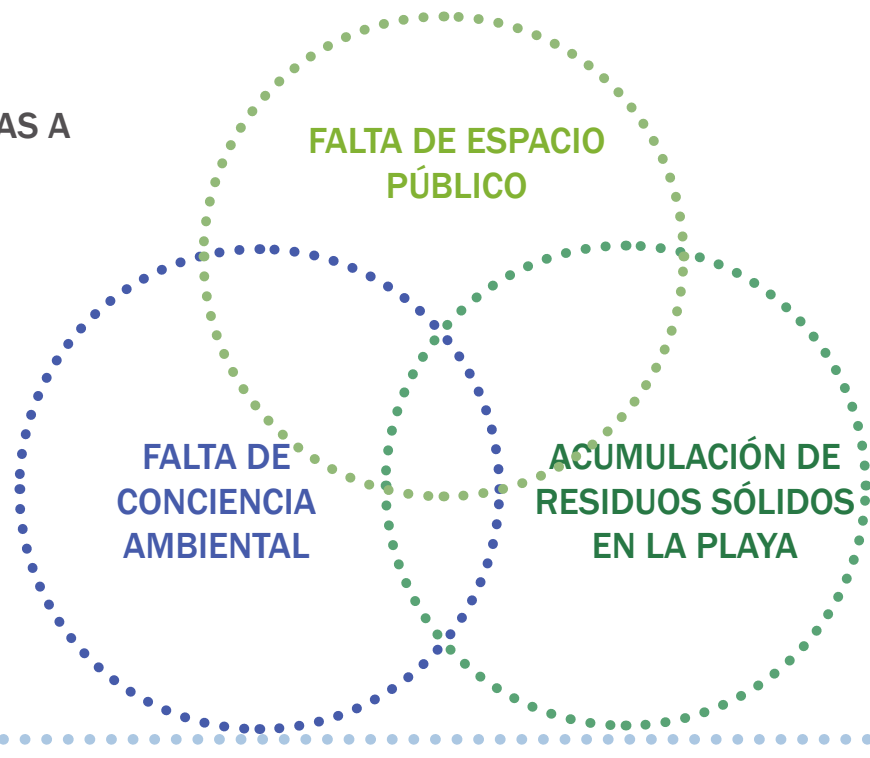 AS A
FALTA DE ESPACIO
PÚBLICO
FALTA DE
CONCIENCIA
AMBIENTAL
ACUMULACIÓN DE
RESIDUOS SÓLIDOS
EN LA PLAYA